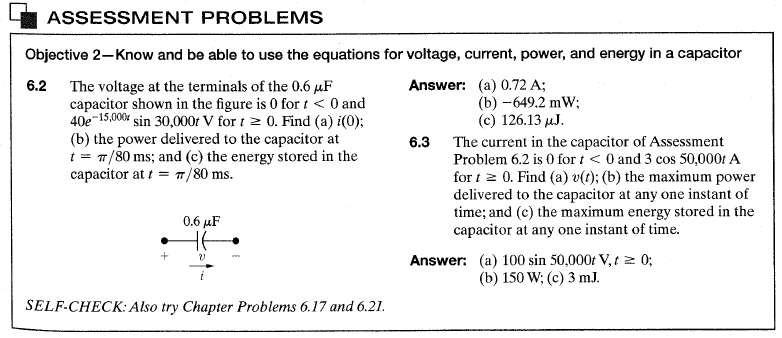 ASSESSMENT PROBLEMS
Objective 2—Know and be able to use the equations for voltage, current, power, and energy in a capacitor
6.2 The voltage at the terminals of the 0.6 μF
capacitor shown in the figure is 0 for t < 0 and
40e^−15,000t sin 30,000t V for t ≥ 0. Find (a) i(0);
(b) the power delivered to the capacitor at
t = π/80 ms; and (c) the energy stored in the
capacitor at t = π/80 ms.
0.6 μF
+ v −
i
Answer: (a) 0.72 A;
(b) −649.2 mW;
(c) 126.13 μJ.
6.3 The current in the capacitor of Assessment
Problem 6.2 is 0 for t < 0 and 3 cos 50,000t A
for t ≥ 0. Find (a) v(t); (b) the maximum power
delivered to the capacitor at any one instant of
time; and (c) the maximum energy stored in the
capacitor at any one instant of time.
Answer: (a) 100 sin 50,000t V, t ≥ 0;
(b) 150 W; (c) 3 mJ.
SELF-CHECK: Also try Chapter Problems 6.17 and 6.21.